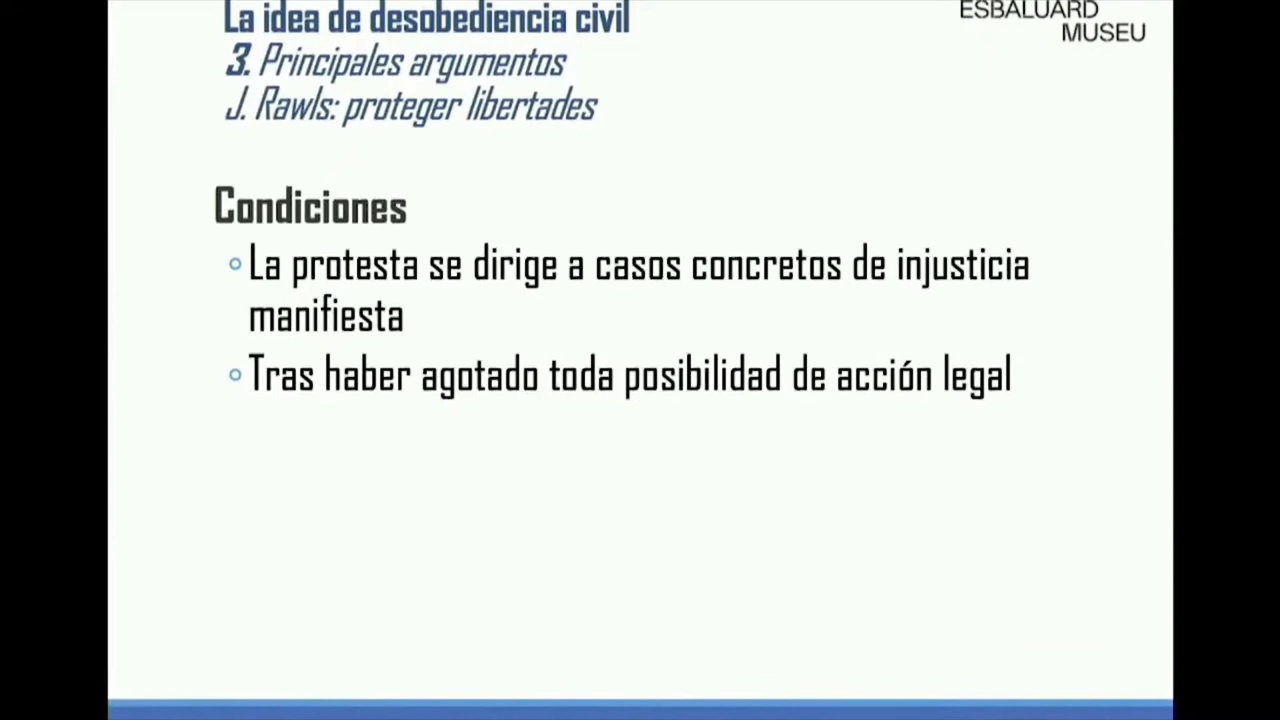 La idea de desobediencia civil
3. Principales argumentos
J. Rawls: proteger libertades
ESBALUARD
MUSEU
Condiciones
◦ La protesta se dirige a casos concretos de injusticia
manifiesta
◦ Tras haber agotado toda posibilidad de acción legal